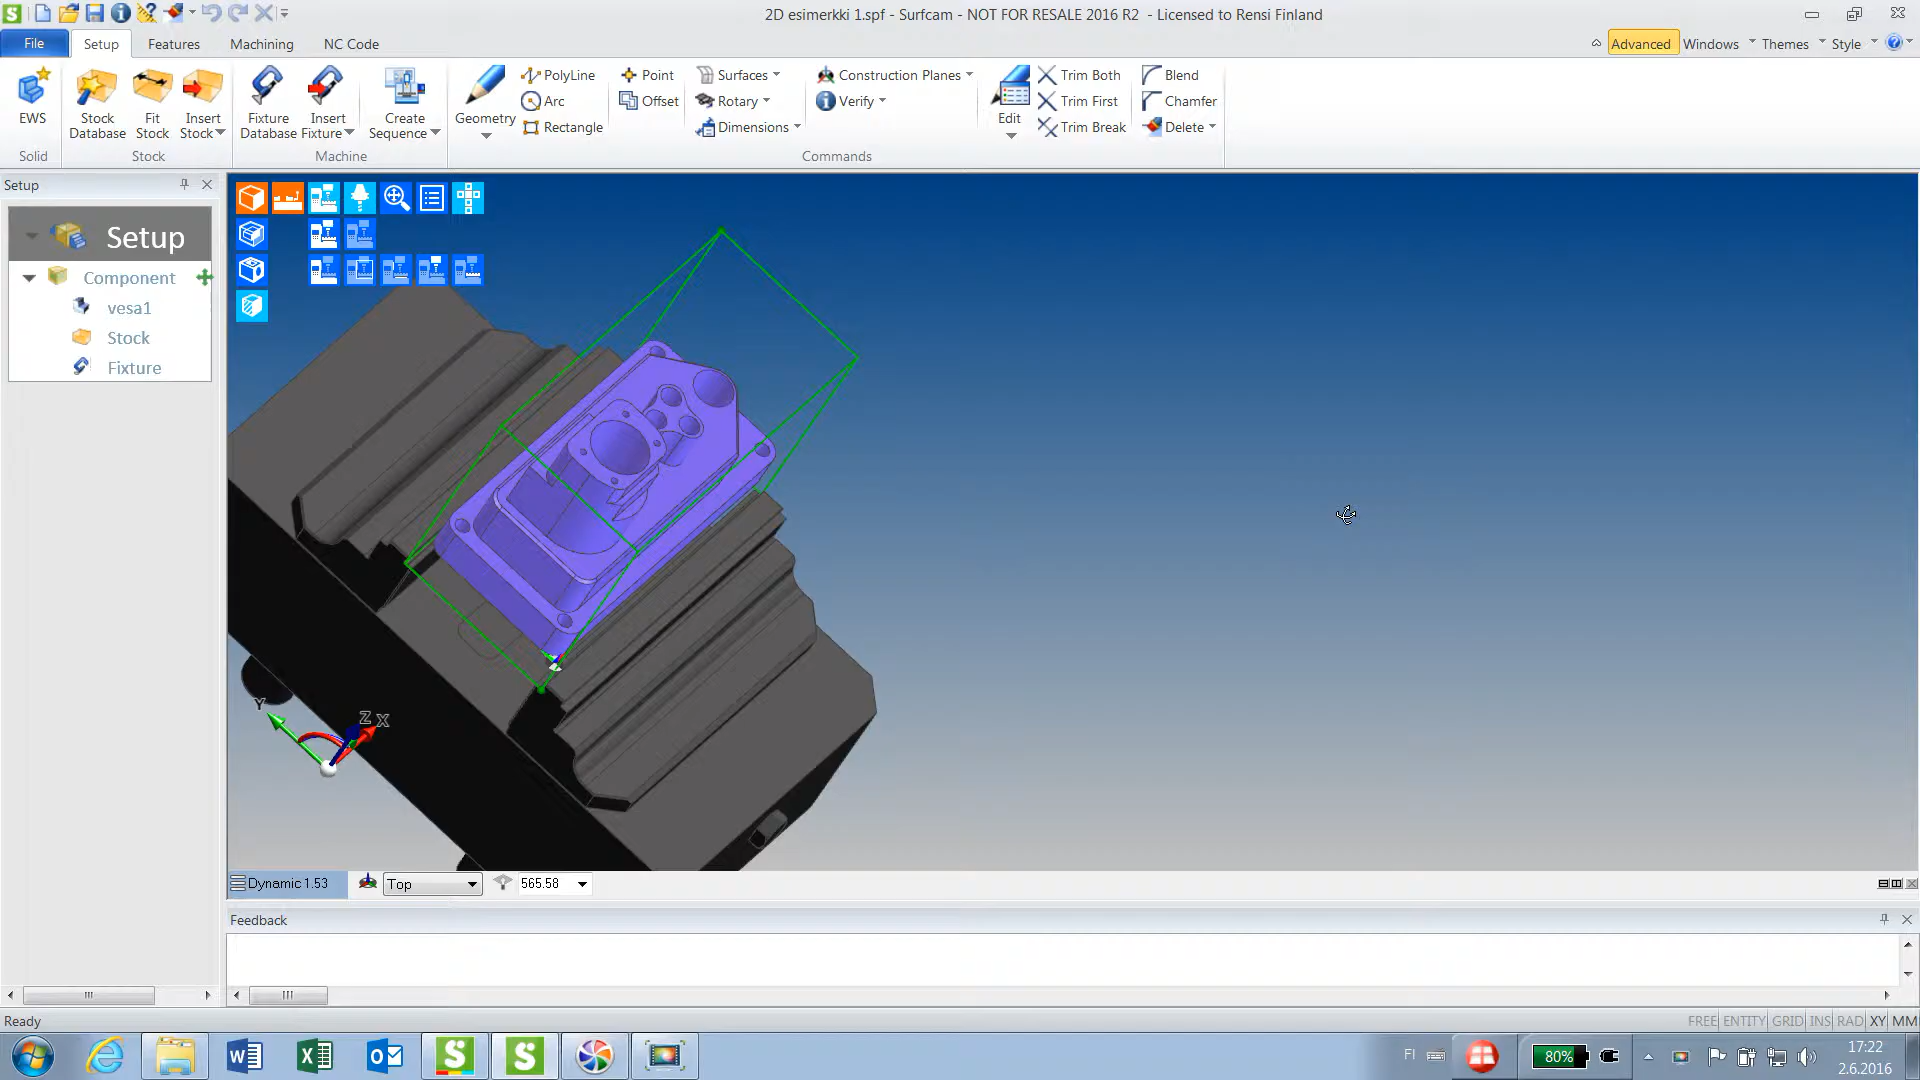 2D esimerkki 1.spf - Surfcam - NOT FOR RESALE 2016 R2 - Licensed to Rensi Finland
File Setup Features Machining NC Code
Advanced Windows Themes Style
EWS
Stock Database
Fit Stock
Insert Stock
Fixture Database
Insert Fixture
Create Sequence
Geometry
PolyLine
Arc
Rectangle
Point
Offset
Surfaces
Rotary
Dimensions
Construction Planes
Verify
Edit
Trim Both
Trim First
Trim Break
Blend
Chamfer
Delete
Solid Stock Machine Commands
Setup
Setup
Component
vesa1
Stock
Fixture
Y Z X
Dynamic 1.53 Top 565.58
Feedback
Ready
FREE ENTITY GRID INS RAD XY MM
FI 80% 17:22
2.6.2016